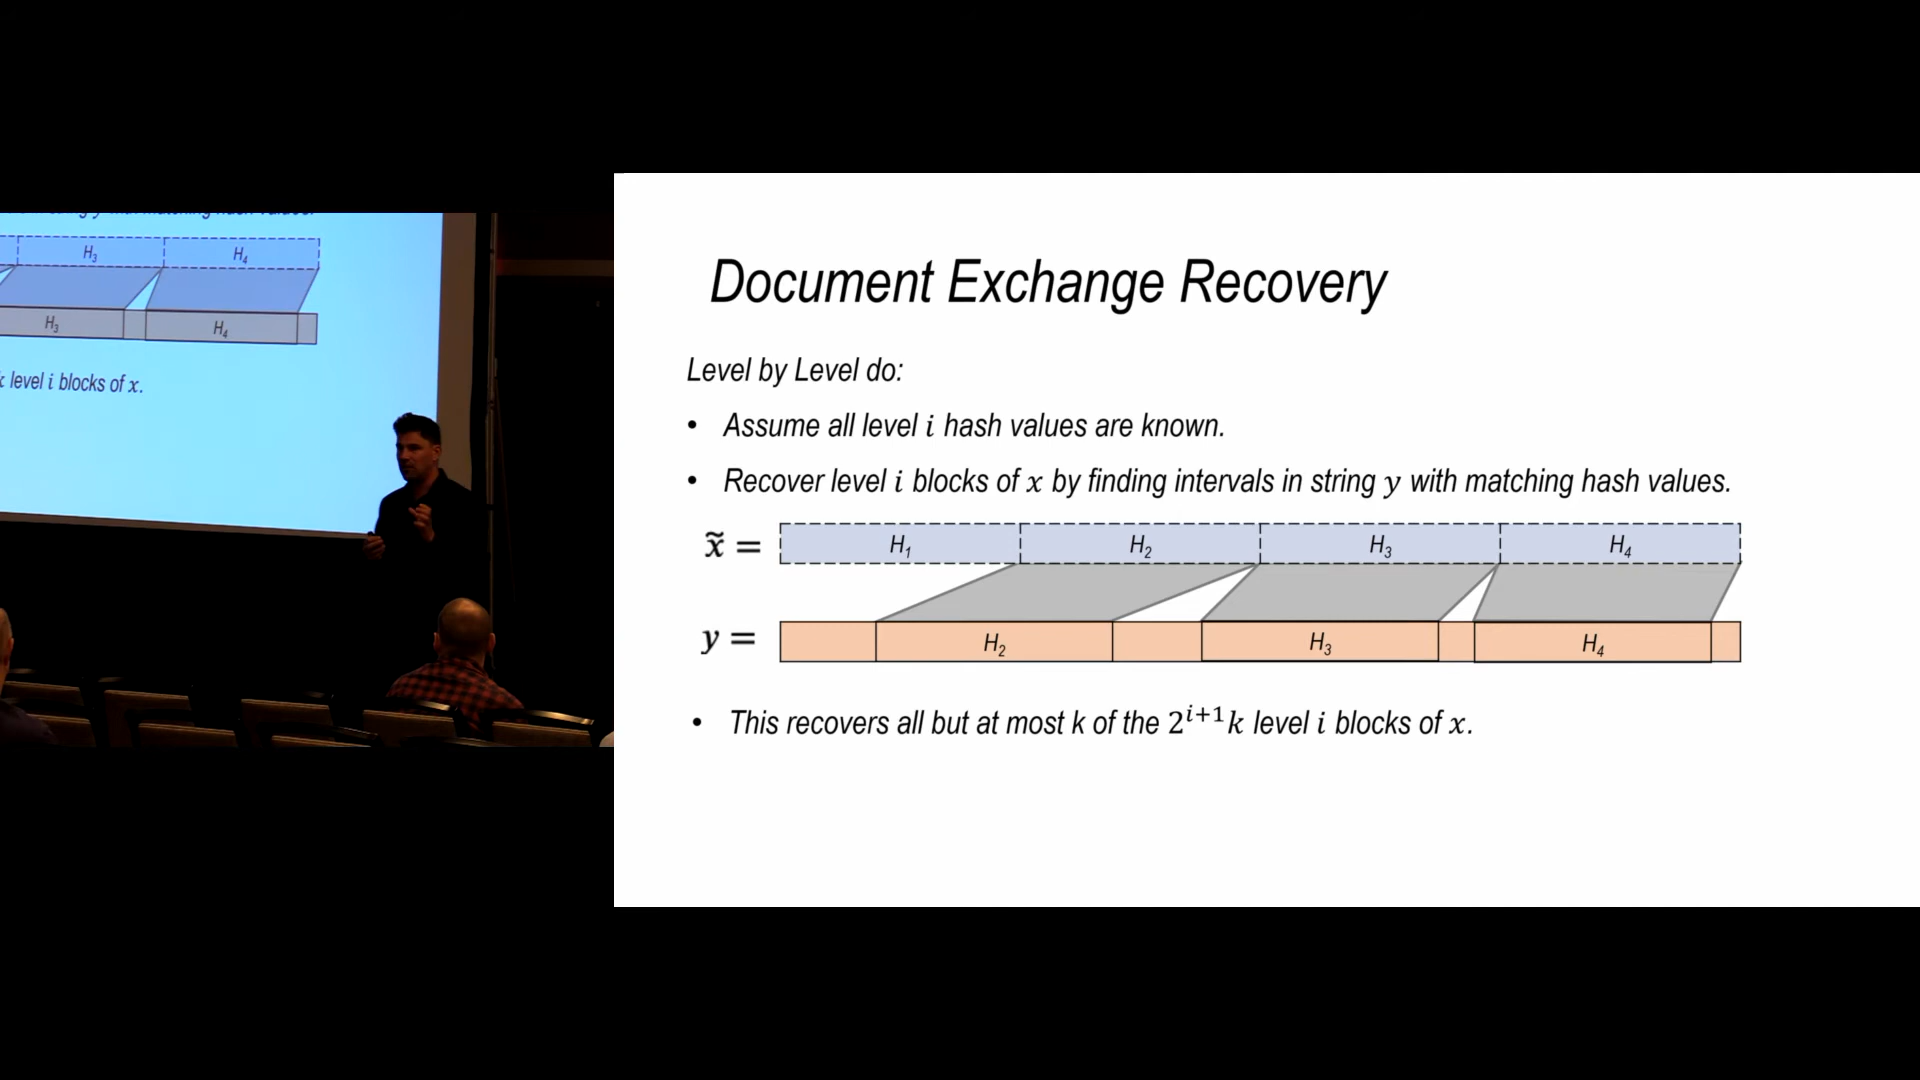 H₃ H₄
H₃ H₄
level i blocks of x.
Document Exchange Recovery
Level by Level do:
• Assume all level i hash values are known.
• Recover level i blocks of x by finding intervals in string y with matching hash values.
x̃ = H₁ H₂ H₃ H₄
y = H₂ H₃ H₄
• This recovers all but at most k of the 2^{i+1}k level i blocks of x.